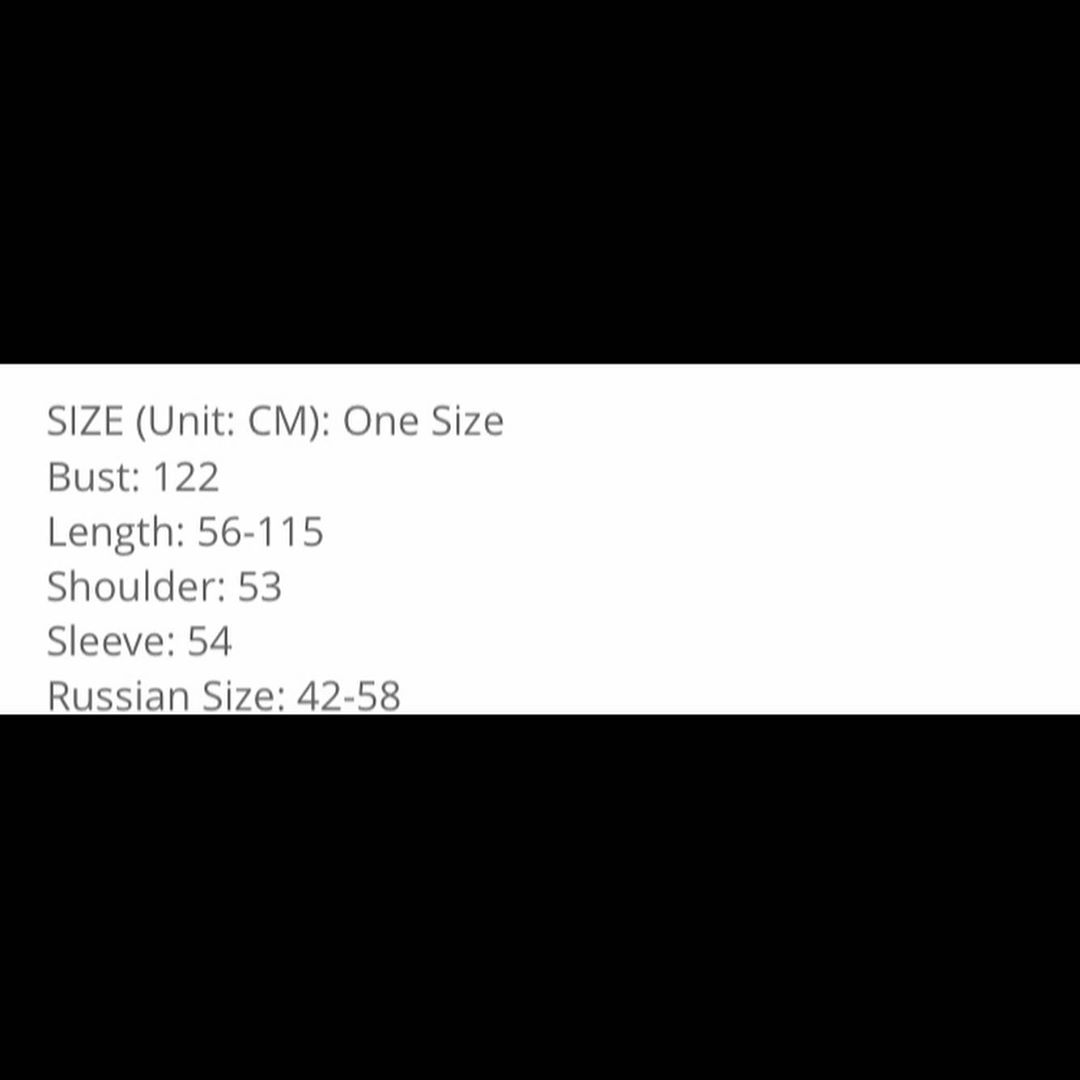 SIZE (Unit: CM): One Size
Bust: 122
Length: 56-115
Shoulder: 53
Sleeve: 54
Russian Size: 42-58